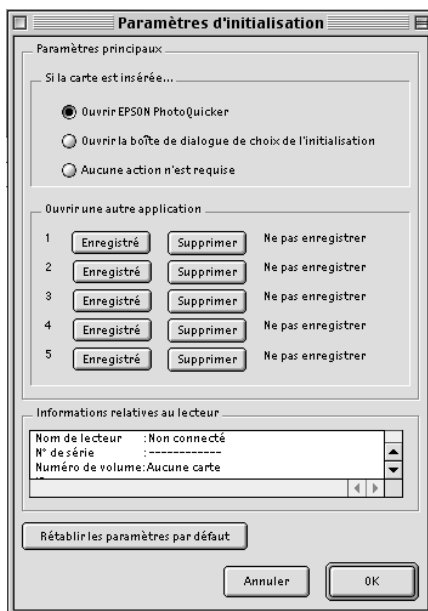 Paramètres d'initialisation
Paramètres principaux
Si la carte est insérée...
Ouvrir EPSON PhotoQuicker
Ouvrir la boîte de dialogue de choix de l'initialisation
Aucune action n'est requise
Ouvrir une autre application
1 Enregistré Supprimer Ne pas enregistrer
2 Enregistré Supprimer Ne pas enregistrer
3 Enregistré Supprimer Ne pas enregistrer
4 Enregistré Supprimer Ne pas enregistrer
5 Enregistré Supprimer Ne pas enregistrer
Informations relatives au lecteur
Nom de lecteur :Non connecté
N° de série :------------
Numéro de volume:Aucune carte
Rétablir les paramètres par défaut
Annuler OK